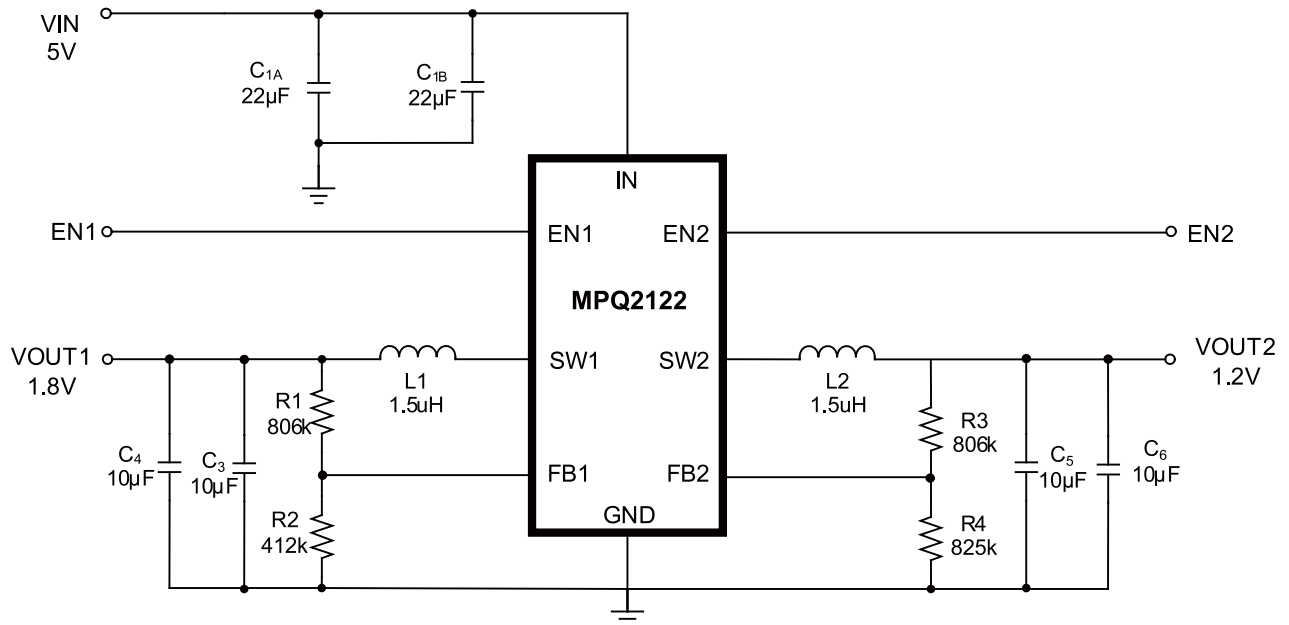 VIN
5V
C1A
22µF
C1B
22µF
IN
EN1
EN1
EN2
EN2
MPQ2122
VOUT1
1.8V
SW1
SW2
VOUT2
1.2V
L1
1.5uH
L2
1.5uH
R1
806k
R3
806k
C4
10µF
C3
10µF
FB1
FB2
C5
10µF
C6
10µF
GND
R2
412k
R4
825k